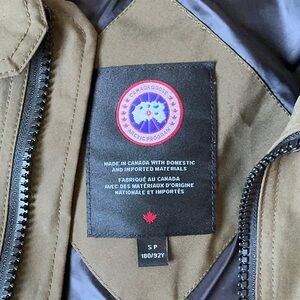 CANADA GOOSE
ARCTIC PROGRAM
MADE IN CANADA WITH DOMESTIC
AND IMPORTED MATERIALS
FABRIQUÉ AU CANADA
AVEC DES MATÉRIAUX D'ORIGINE
NATIONALE ET IMPORTÉS
S P
180/92Y